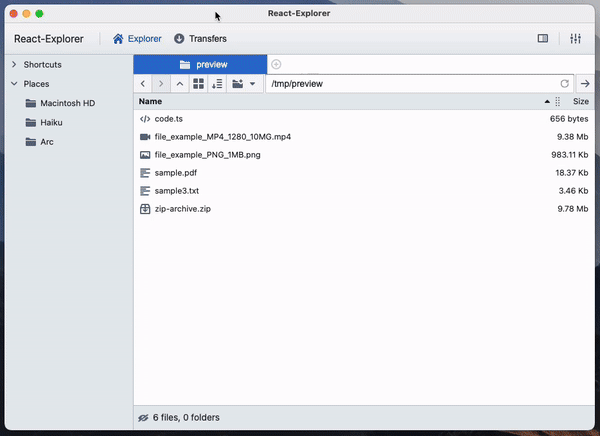 React-Explorer
React-Explorer Explorer Transfers
Shortcuts
Places
Macintosh HD
Haiku
Arc
preview
/tmp/preview
Name Size
code.ts 656 bytes
file_example_MP4_1280_10MG.mp4 9.38 Mb
file_example_PNG_1MB.png 983.11 Kb
sample.pdf 18.37 Kb
sample3.txt 3.46 Kb
zip-archive.zip 9.78 Mb
6 files, 0 folders